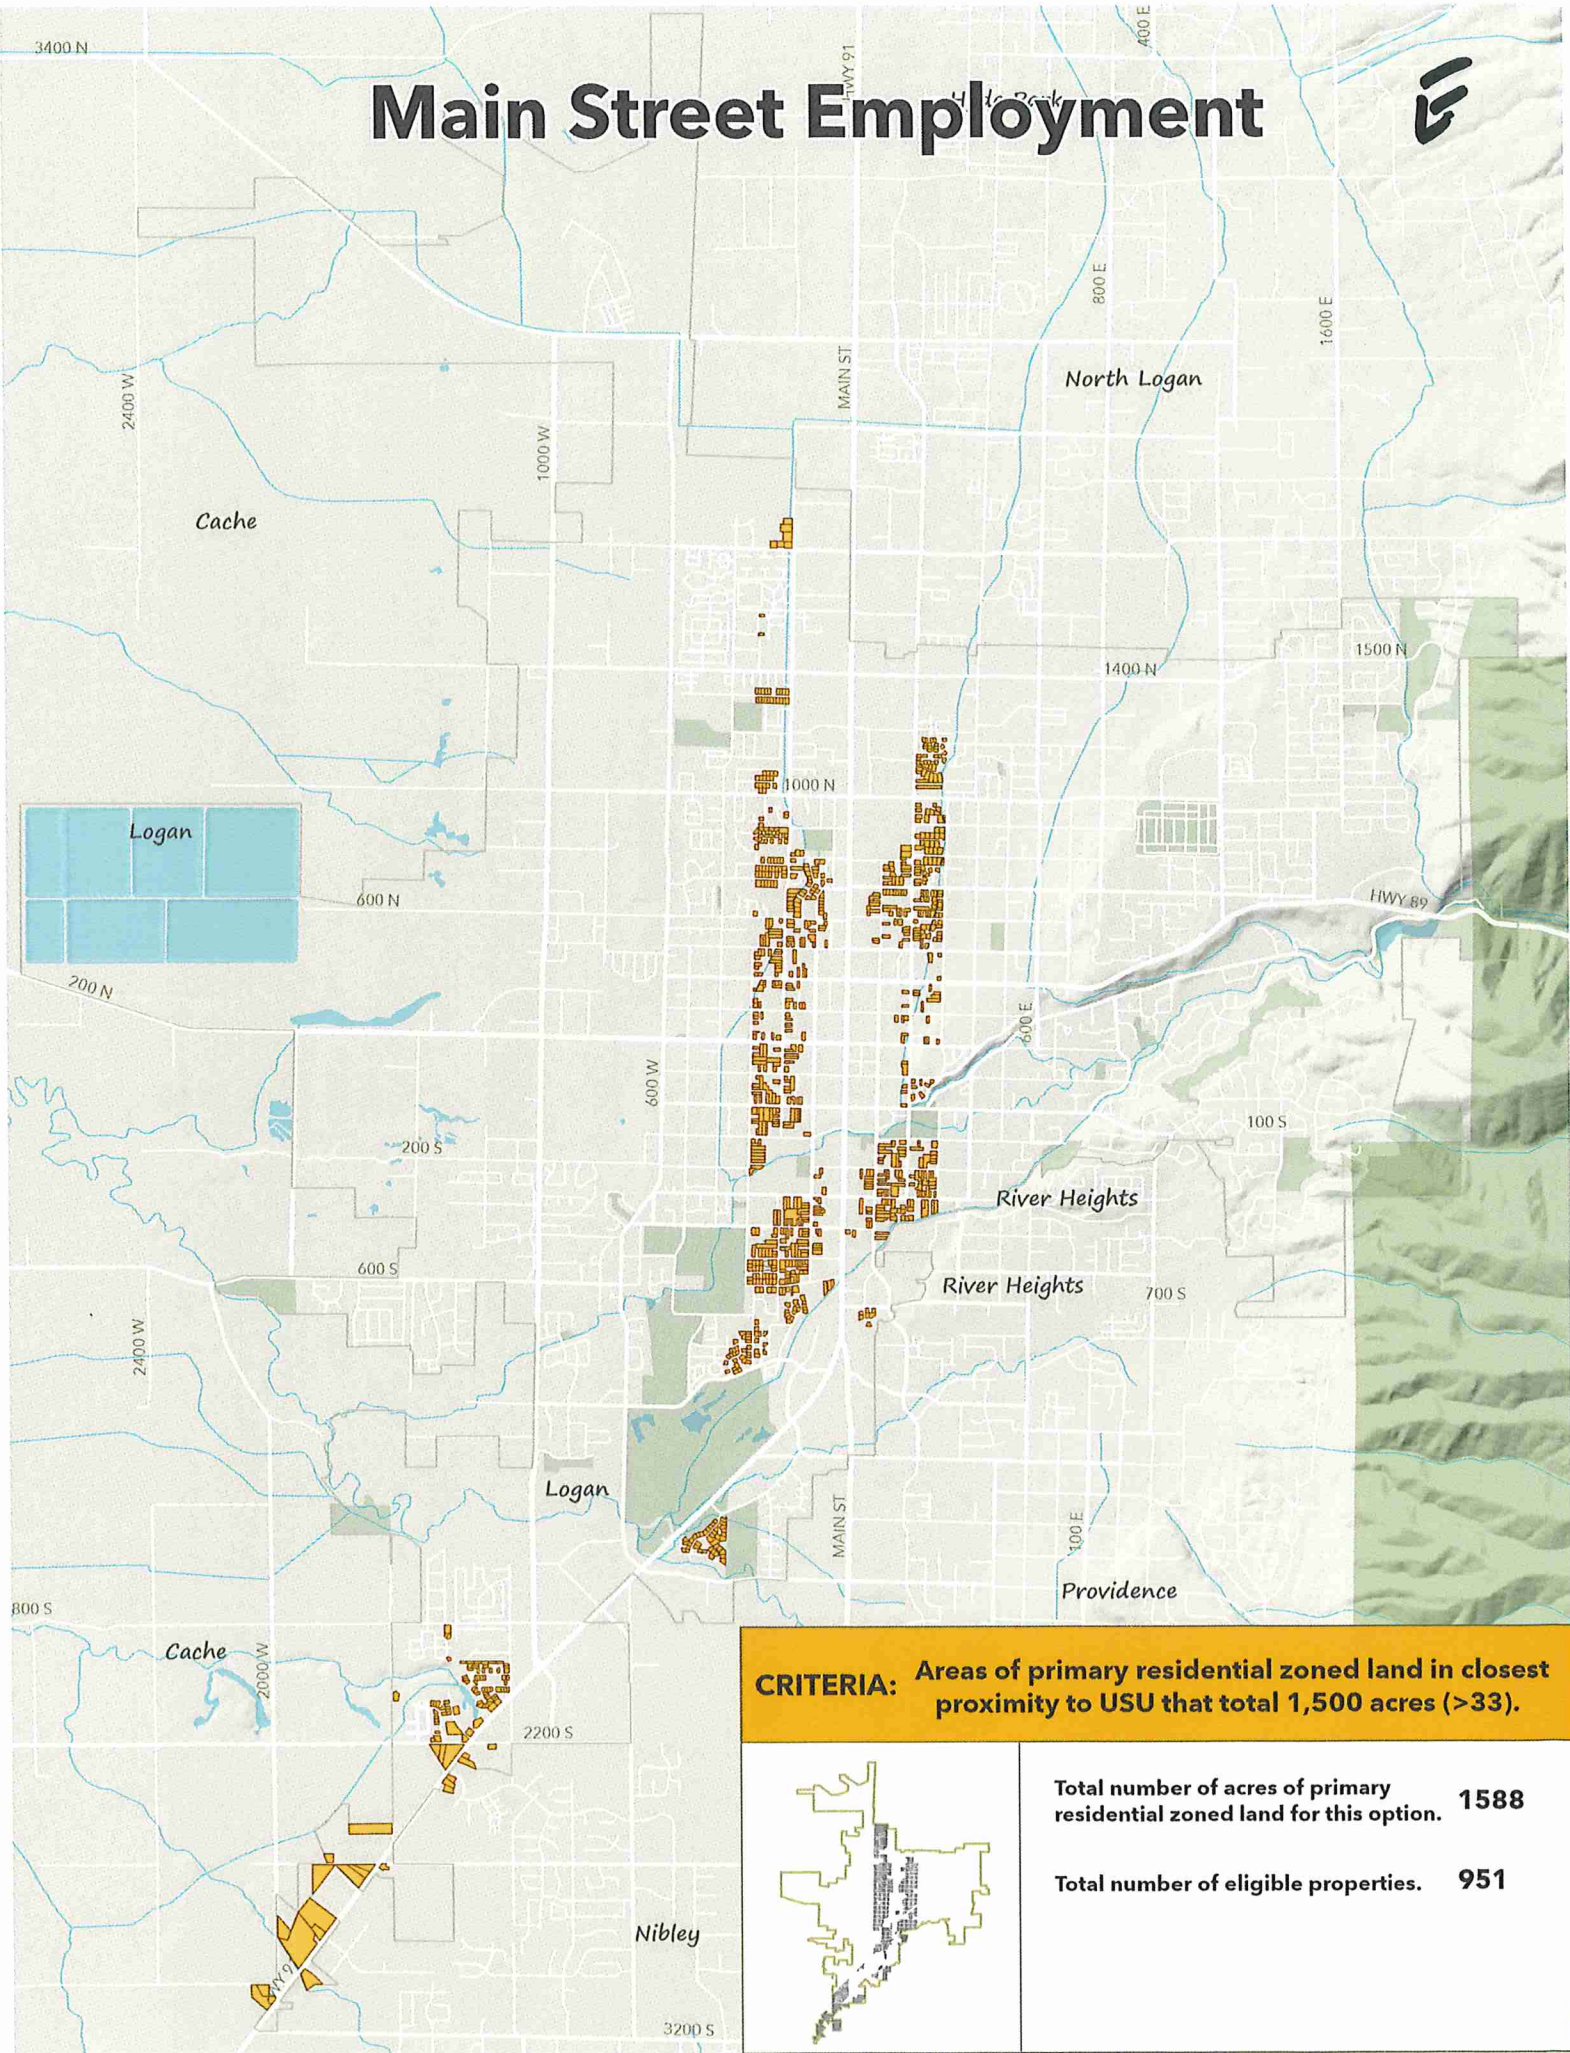 3400 N
HWY 91
400 E
Main Street Employment
E
800 E
1600 E
2400 W
MAIN ST
North Logan
1000 W
Cache
1500 N
1400 N
1000 N
Logan
600 N
HWY 89
200 N
600 E
600 W
100 S
200 S
River Heights
600 S
River Heights
700 S
2400 W
Logan
MAIN ST
100 E
Providence
800 S
Cache
2000 W
2200 S
Nibley
3200 S
CRITERIA: Areas of primary residential zoned land in closest
proximity to USU that total 1,500 acres (>33).
Total number of acres of primary
residential zoned land for this option. 1588
Total number of eligible properties. 951